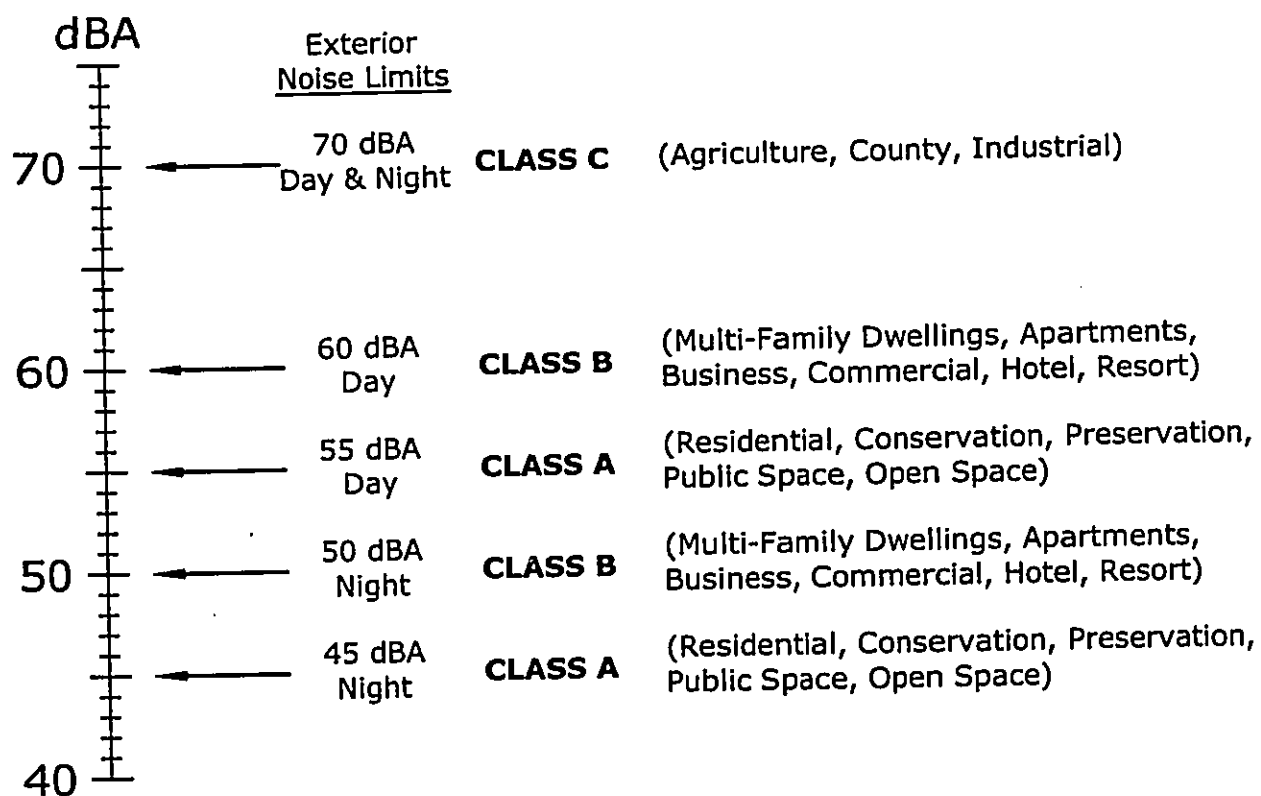 dBA
Exterior
Noise Limits
70
70 dBA
Day & Night
CLASS C
(Agriculture, County, Industrial)
60
60 dBA
Day
CLASS B
(Multi-Family Dwellings, Apartments,
Business, Commercial, Hotel, Resort)
55 dBA
Day
CLASS A
(Residential, Conservation, Preservation,
Public Space, Open Space)
50
50 dBA
Night
CLASS B
(Multi-Family Dwellings, Apartments,
Business, Commercial, Hotel, Resort)
45 dBA
Night
CLASS A
(Residential, Conservation, Preservation,
Public Space, Open Space)
40